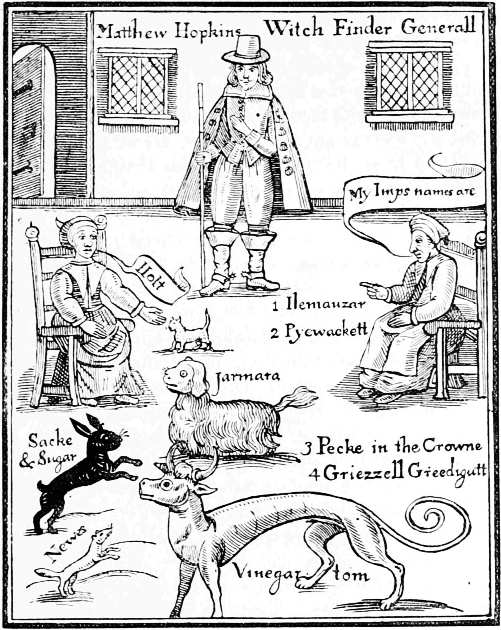 Matthew Hopkins Witch Finder Generall
My Imps names are
Holt
1 Ilemauzar
2 Pyewackett
Jarmara
Sacke
& Sugar
3 Pecke in the Crowne
4 Griezzell Greedigutt
Newes
Vinegar tom